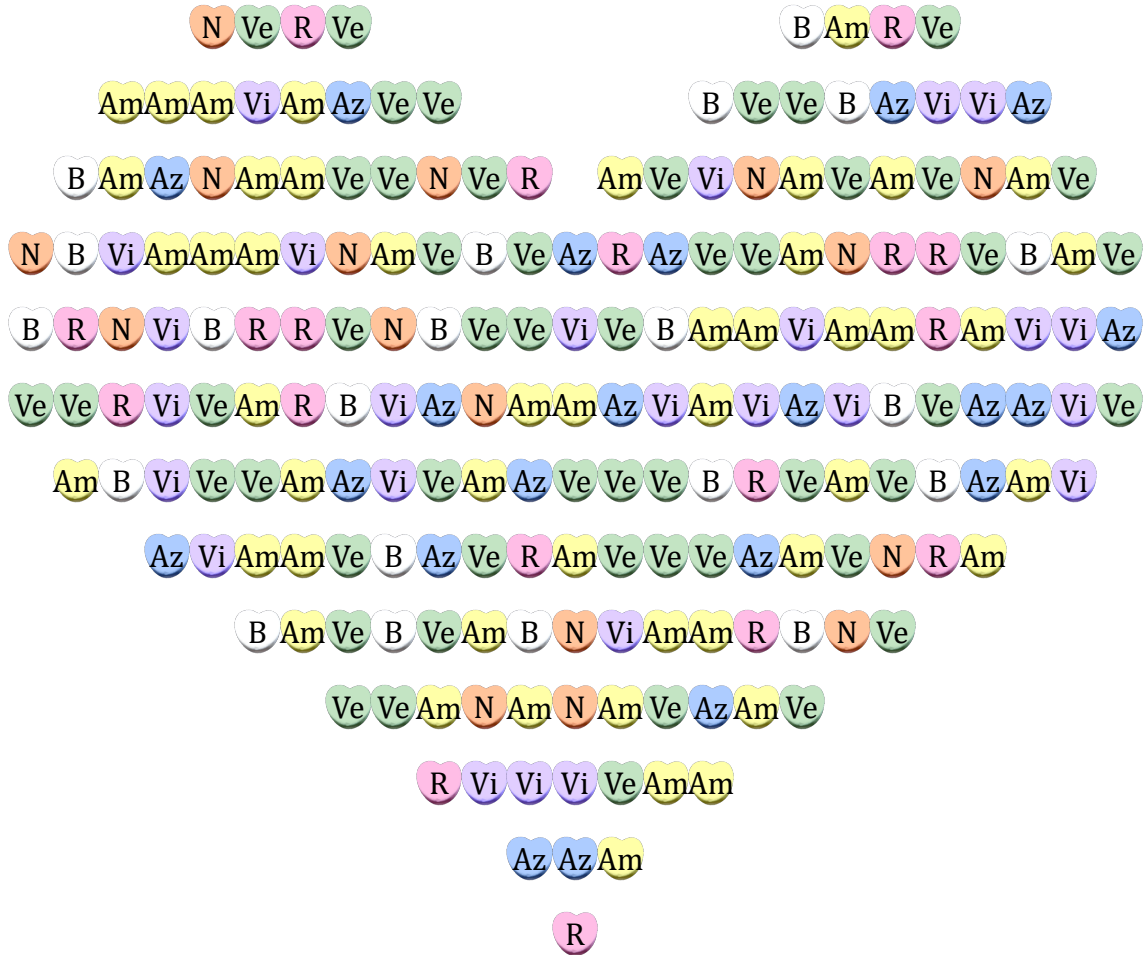 N Ve R Ve B Am R Ve
Am Am Am Vi Am Az Ve Ve B Ve Ve B Az Vi Vi Az
B Am Az N Am Am Ve Ve N Ve R Am Ve Vi N Am Ve Am Ve N Am Ve
N B Vi Am Am Am Vi N Am Ve B Ve Az R Az Ve Ve Am N R R Ve B Am Ve
B R N Vi B R R Ve N B Ve Ve Vi Ve B Am Am Vi Am Am R Am Vi Vi Az
Ve Ve R Vi Ve Am R B Vi Az N Am Am Az Vi Am Vi Az Vi B Ve Az Az Vi Ve
Am B Vi Ve Ve Am Az Vi Ve Am Az Ve Ve Ve B R Ve Am Ve B Az Am Vi
Az Vi Am Am Ve B Az Ve R Am Ve Ve Ve Az Am Ve N R Am
B Am Ve B Ve Am B N Vi Am Am R B N Ve
Ve Ve Am N Am N Am Ve Az Am Ve
R Vi Vi Vi Ve Am Am
Az Az Am
R